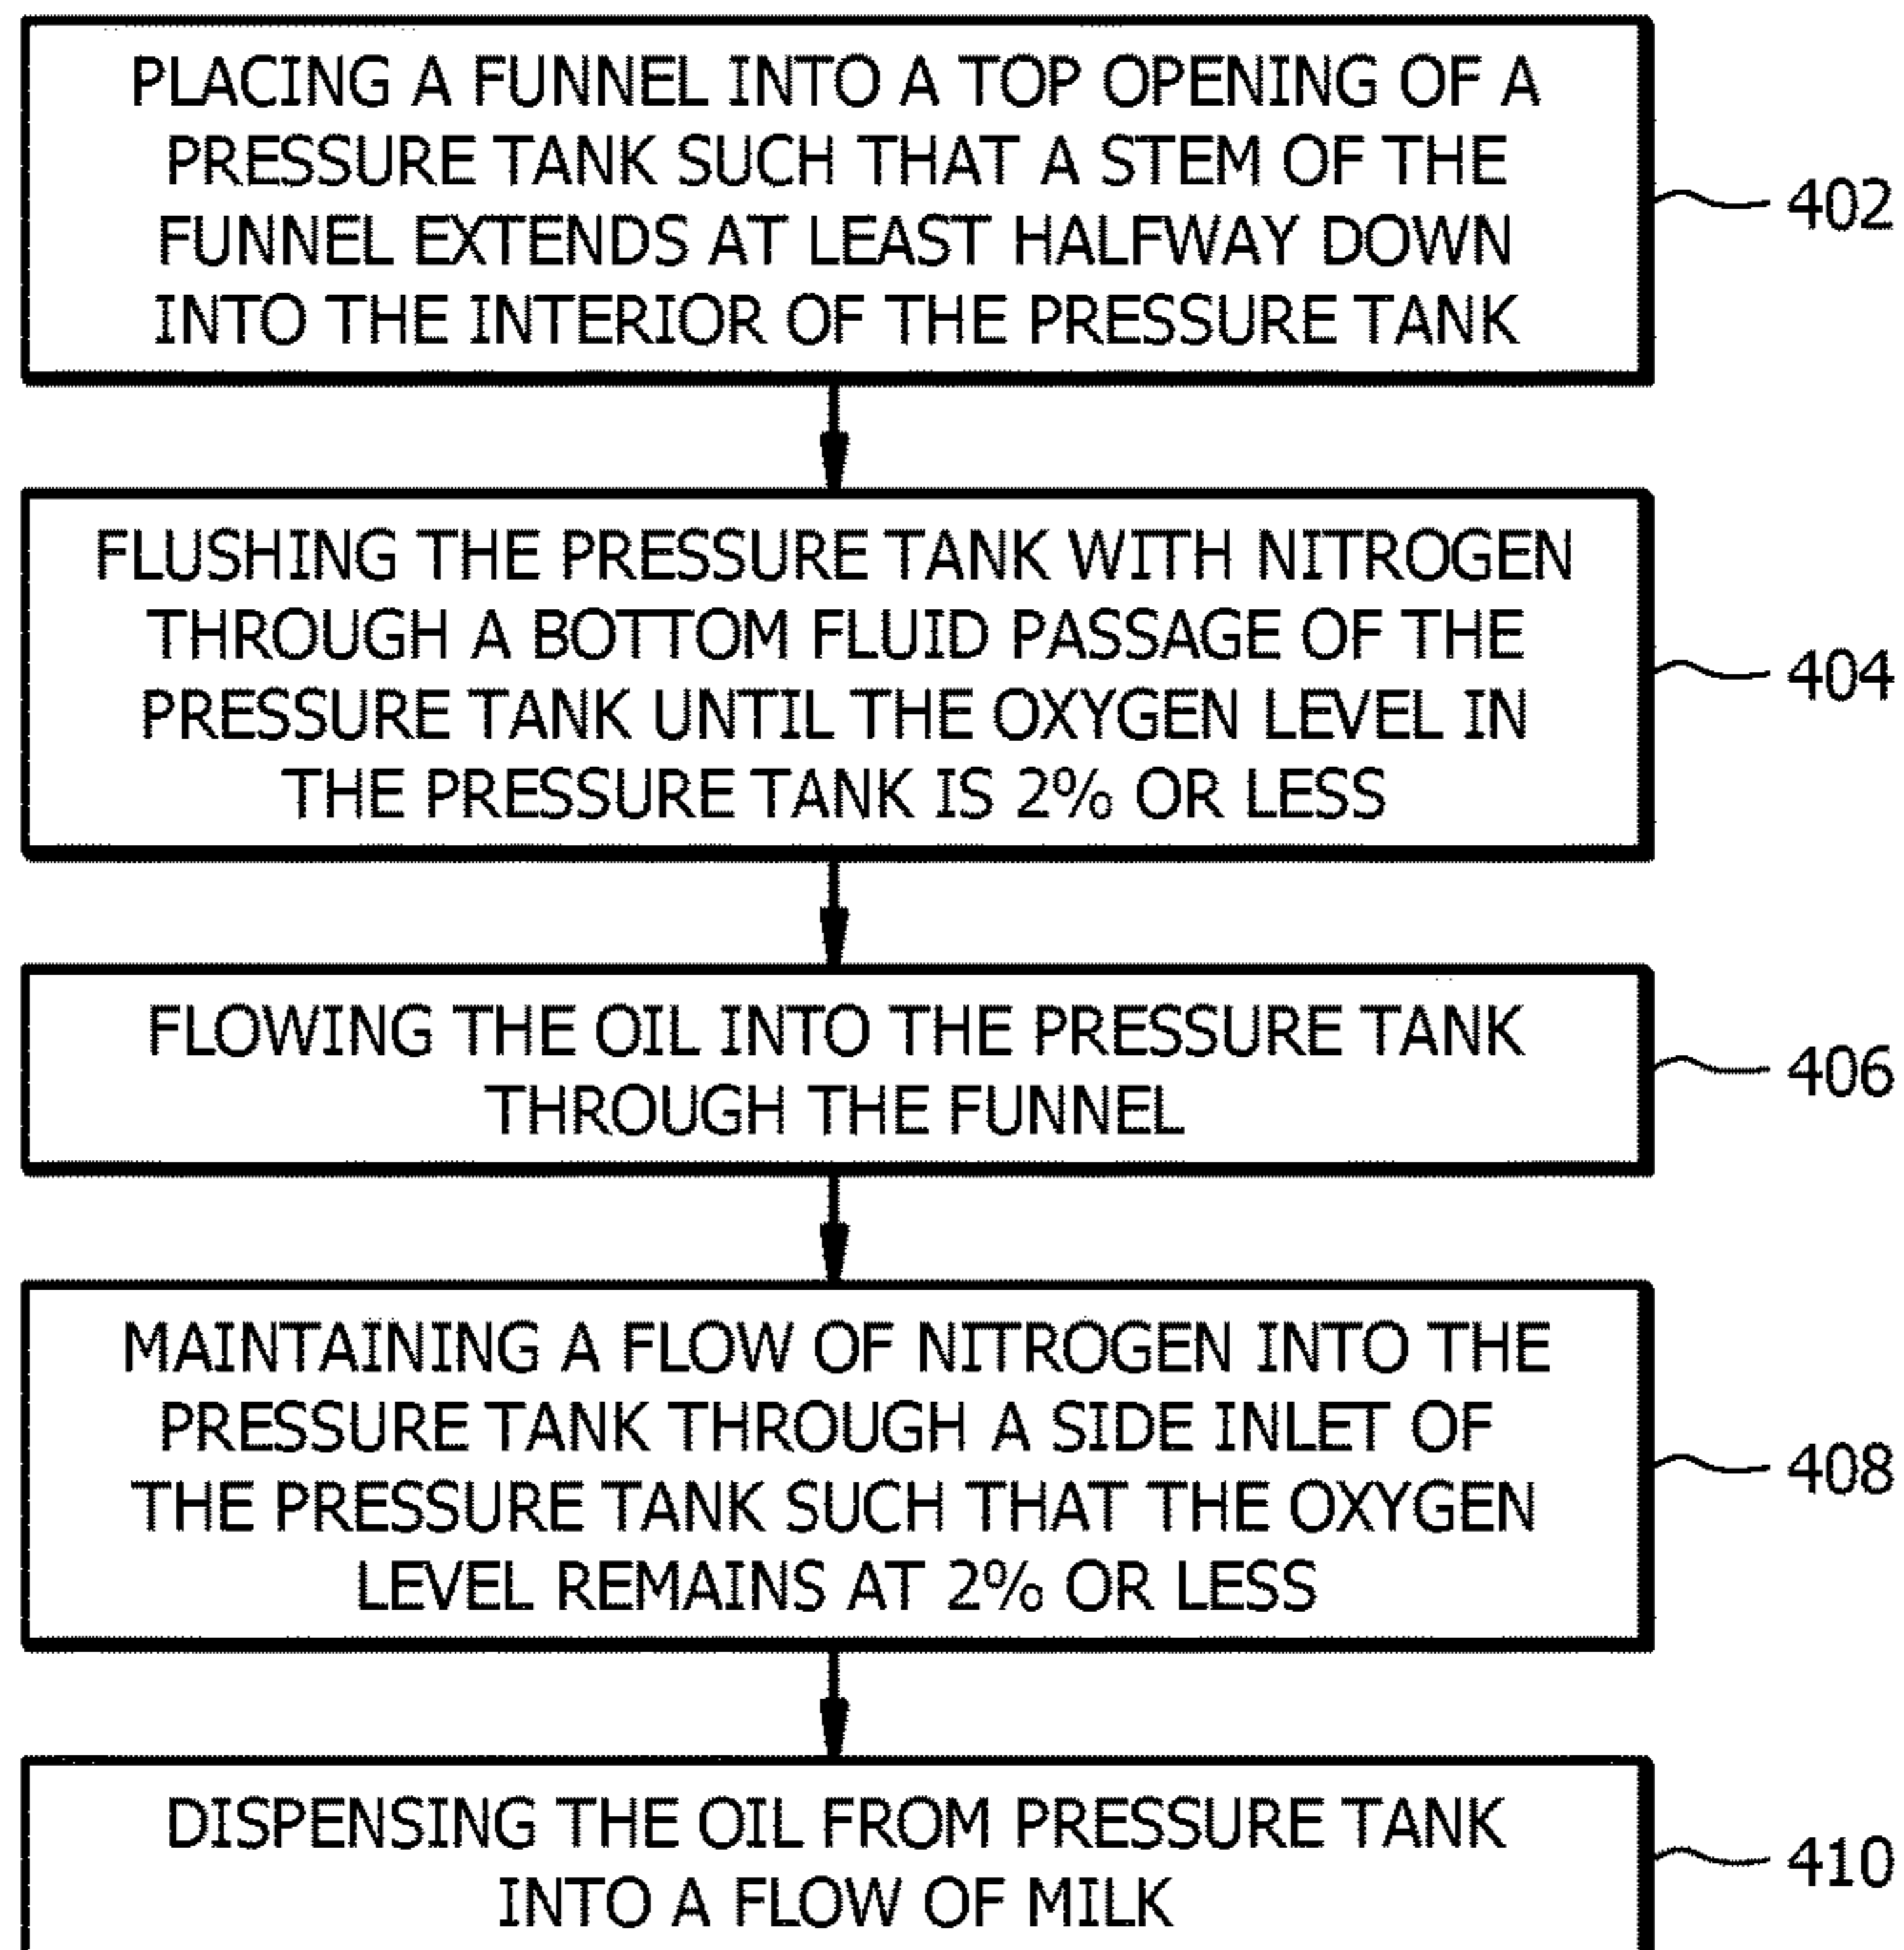 PLACING A FUNNEL INTO A TOP OPENING OF A
PRESSURE TANK SUCH THAT A STEM OF THE
FUNNEL EXTENDS AT LEAST HALFWAY DOWN
INTO THE INTERIOR OF THE PRESSURE TANK
402
FLUSHING THE PRESSURE TANK WITH NITROGEN
THROUGH A BOTTOM FLUID PASSAGE OF THE
PRESSURE TANK UNTIL THE OXYGEN LEVEL IN
THE PRESSURE TANK IS 2% OR LESS
404
FLOWING THE OIL INTO THE PRESSURE TANK
THROUGH THE FUNNEL
406
MAINTAINING A FLOW OF NITROGEN INTO THE
PRESSURE TANK THROUGH A SIDE INLET OF
THE PRESSURE TANK SUCH THAT THE OXYGEN
LEVEL REMAINS AT 2% OR LESS
408
DISPENSING THE OIL FROM PRESSURE TANK
INTO A FLOW OF MILK
410